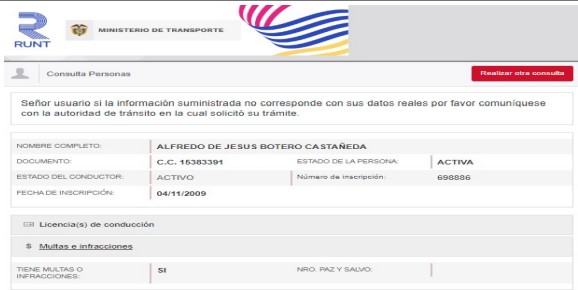 RUNT
MINISTERIO DE TRANSPORTE
Consulta Personas
Realizar otra consulta
Señor usuario si la información suministrada no corresponde con sus datos reales por favor comuníquese
con la autoridad de tránsito en la cual solicitó su trámite.
NOMBRE COMPLETO: ALFREDO DE JESUS BOTERO CASTAÑEDA
DOCUMENTO: C.C. 15383391 ESTADO DE LA PERSONA: ACTIVA
ESTADO DEL CONDUCTOR: ACTIVO Número de inscripción: 698886
FECHA DE INSCRIPCIÓN: 04/11/2009
Licencia(s) de conducción
$ Multas e infracciones
TIENE MULTAS O INFRACCIONES: SI NRO. PAZ Y SALVO: